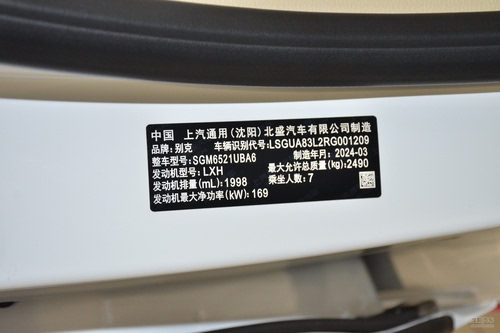 中国 上汽通用(沈阳)北盛汽车有限公司制造
品牌:别克 车辆识别代号:LSGUA83L2RG001209
整车型号:SGM6521UBA6 制造年月:2024-03
发动机型号:LXH 最大允许总质量(kg):2490
发动机排量(mL):1998 乘坐人数:7
发动机最大净功率(kW):169